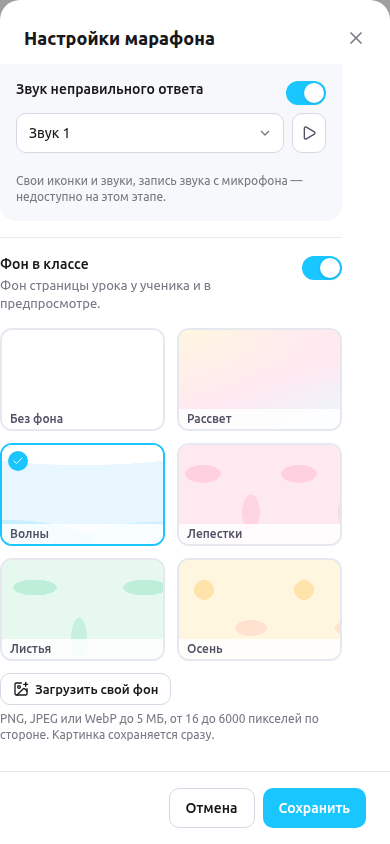 Настройки марафона
Звук неправильного ответа
Звук 1
Свои иконки и звуки, запись звука с микрофона —
недоступно на этом этапе.
Фон в классе
Фон страницы урока у ученика и в
предпросмотре.
Без фона
Рассвет
Волны
Лепестки
Листья
Осень
Загрузить свой фон
PNG, JPEG или WebP до 5 МБ, от 16 до 6000 пикселей по
стороне. Картинка сохраняется сразу.
Отмена
Сохранить